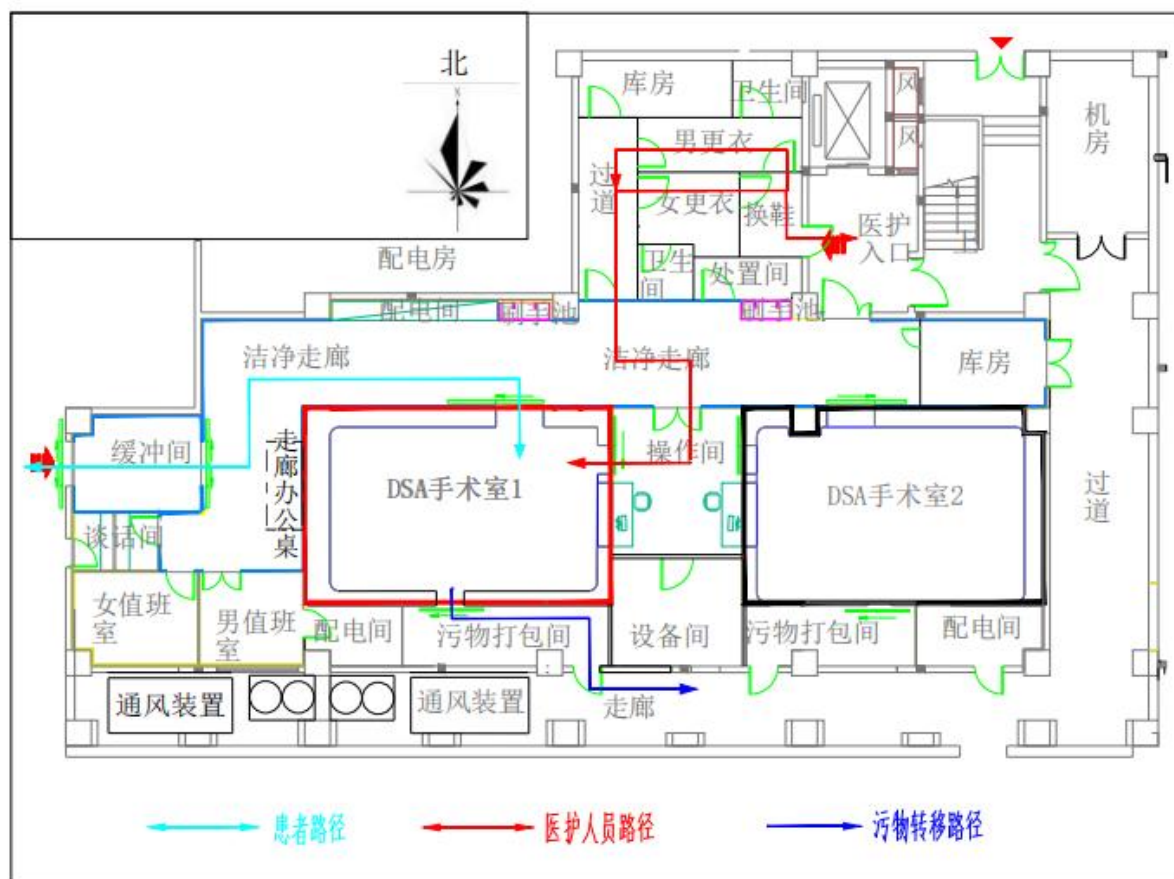 北
库房
卫生间
风
机房
男更衣
风
过道
女更衣
换鞋
医护
入口
上
配电房
卫生
间
处置间
配电间
刷手池
刷手池
洁净走廊
洁净走廊
库房
缓冲间
走廊办公桌
操作间
DSA手术室1
DSA手术室2
过道
谈话间
女值班
室
男值班
室
配电间
污物打包间
设备间
污物打包间
配电间
通风装置
通风装置
走廊
患者路径
医护人员路径
污物转移路径